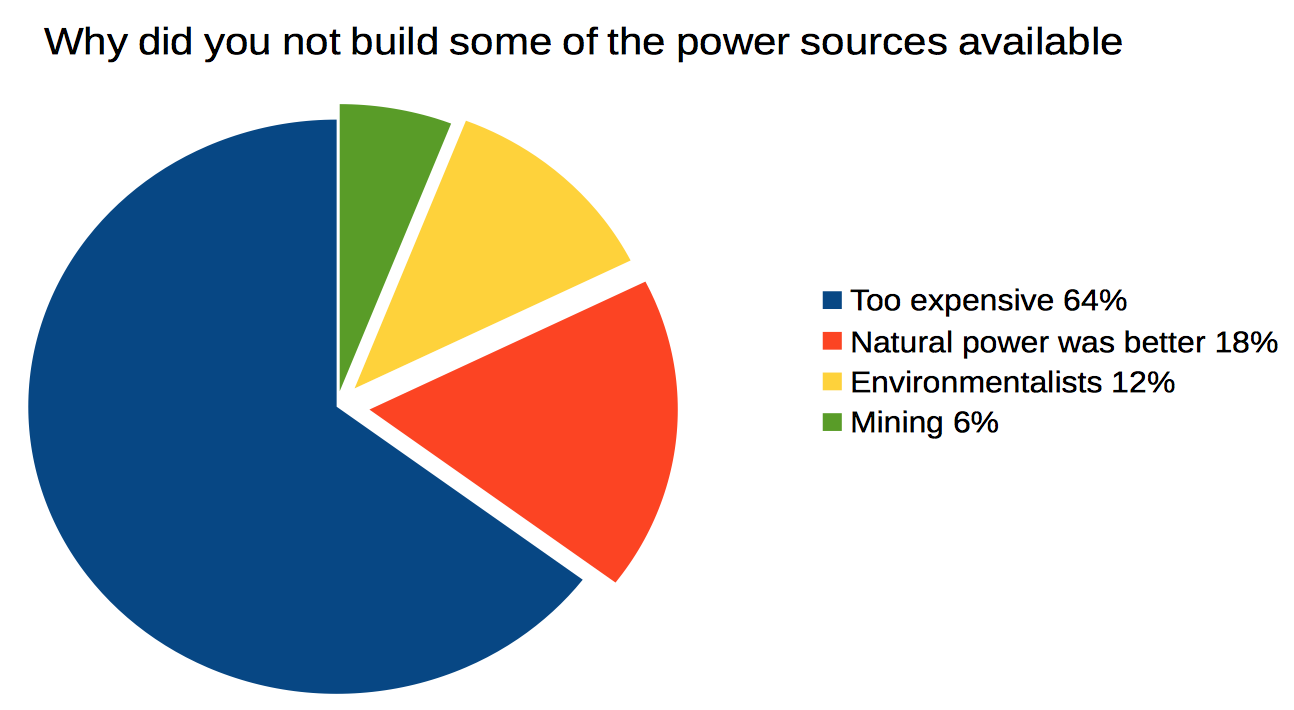 Why did you not build some of the power sources available
Too expensive 64%
Natural power was better 18%
Environmentalists 12%
Mining 6%